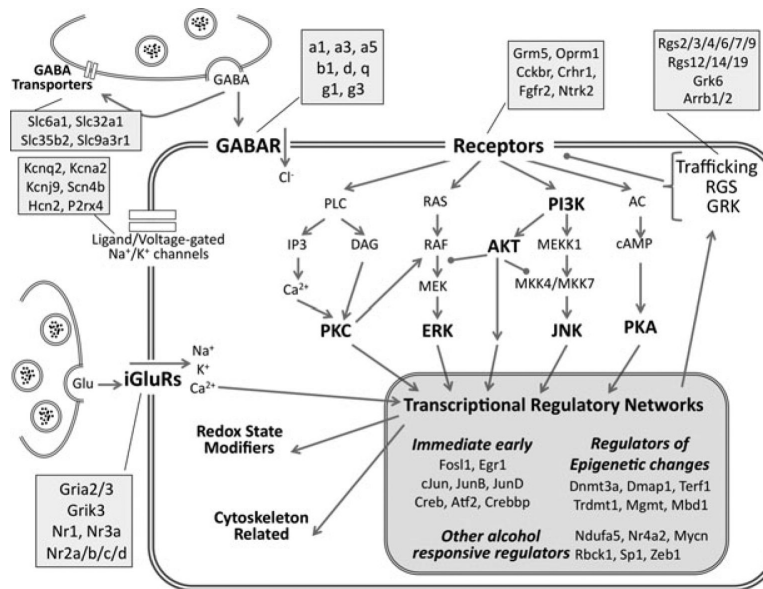 GABA
Transporters
GABA
Slc6a1, Slc32a1
Slc35b2, Slc9a3r1
a1, a3, a5
b1, d, q
g1, g3
Grm5, Oprm1
Cckbr, Crhr1,
Fgfr2, Ntrk2
Rgs2/3/4/6/7/9
Rgs12/14/19
Grk6
Arrb1/2
Kcnq2, Kcna2
Kcnj9, Scn4b
Hcn2, P2rx4
Ligand/Voltage-gated
Na⁺/K⁺ channels
GABAR
Cl⁻
Receptors
Trafficking
RGS
GRK
PLC
RAS
PI3K
AC
IP3
DAG
RAF
AKT
MEKK1
cAMP
Ca²⁺
MEK
MKK4/MKK7
PKC
ERK
JNK
PKA
Glu
iGluRs
Na⁺
K⁺
Ca²⁺
Gria2/3
Grik3
Nr1, Nr3a
Nr2a/b/c/d
Redox State
Modifiers
Cytoskeleton
Related
Transcriptional Regulatory Networks
Immediate early
Fosl1, Egr1
cJun, JunB, JunD
Creb, Atf2, Crebbp
Regulators of
Epigenetic changes
Dnmt3a, Dmap1, Terf1
Trdmt1, Mgmt, Mbd1
Other alcohol
responsive regulators
Ndufa5, Nr4a2, Mycn
Rbck1, Sp1, Zeb1